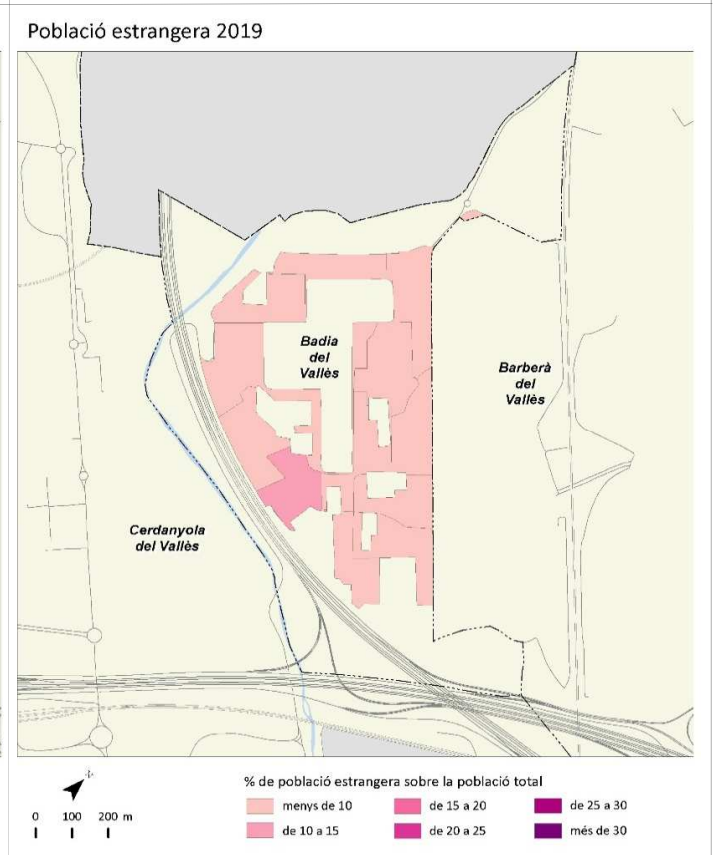 Població estrangera 2019
Badia
del
Vallès
Barberà
del
Vallès
Cerdanyola
del Vallès
% de població estrangera sobre la població total
0 100 200 m
menys de 10
de 10 a 15
de 15 a 20
de 20 a 25
de 25 a 30
més de 30